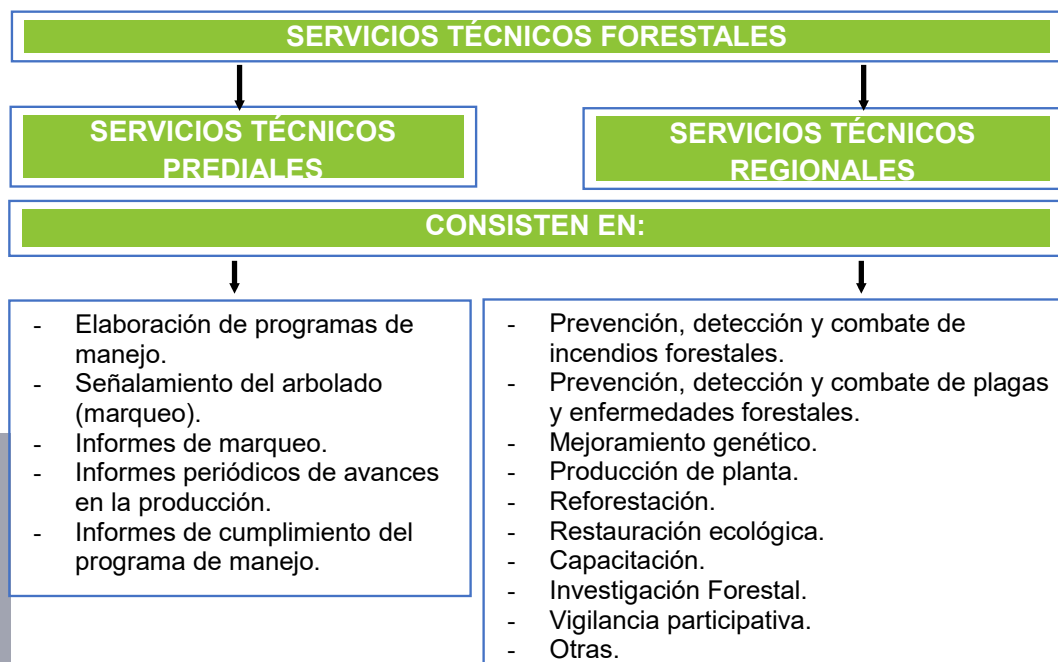 SERVICIOS TÉCNICOS FORESTALES
SERVICIOS TÉCNICOS
PREDIALES
SERVICIOS TÉCNICOS
REGIONALES
CONSISTEN EN:
- Elaboración de programas de
manejo.
- Señalamiento del arbolado
(marqueo).
- Informes de marqueo.
- Informes periódicos de avances
en la producción.
- Informes de cumplimiento del
programa de manejo.
- Prevención, detección y combate de
incendios forestales.
- Prevención, detección y combate de plagas
y enfermedades forestales.
- Mejoramiento genético.
- Producción de planta.
- Reforestación.
- Restauración ecológica.
- Capacitación.
- Investigación Forestal.
- Vigilancia participativa.
- Otras.